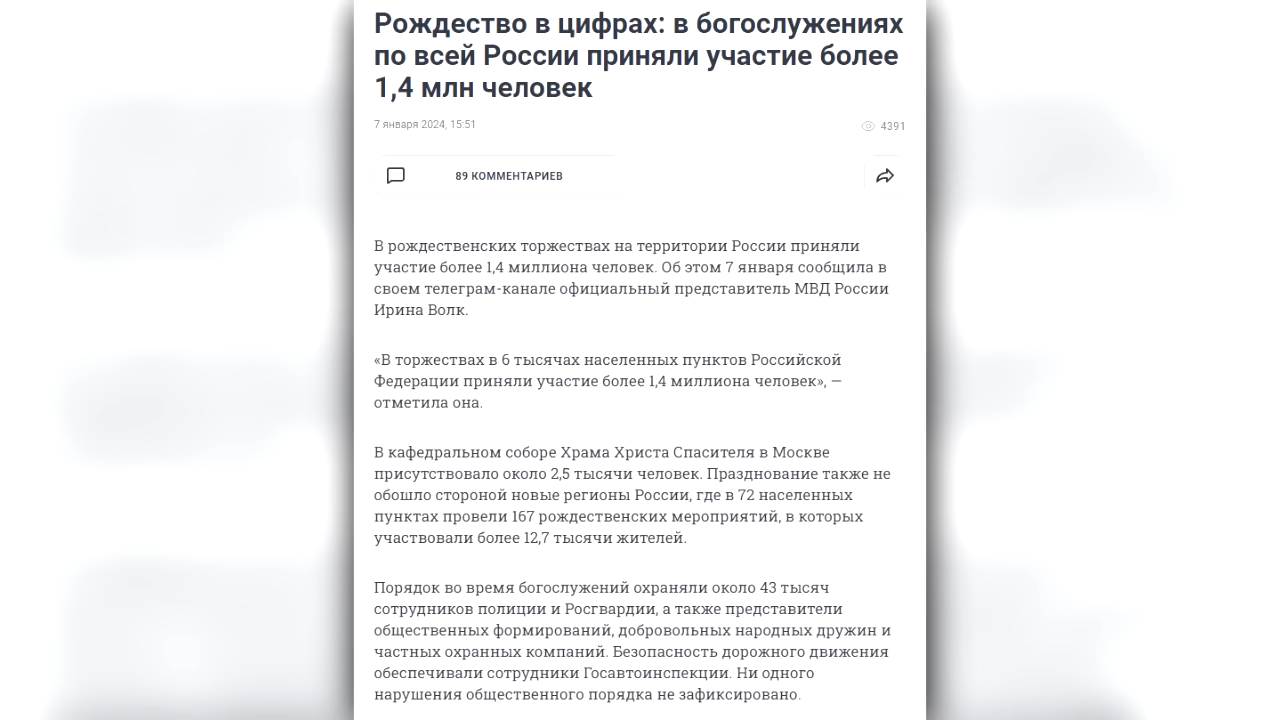 Рождество в цифрах: в богослужениях
по всей России приняли участие более
1,4 млн человек
7 января 2024, 15:51
4391
89 КОММЕНТАРИЕВ
В рождественских торжествах на территории России приняли
участие более 1,4 миллиона человек. Об этом 7 января сообщила в
своем телеграм-канале официальный представитель МВД России
Ирина Волк.
«В торжествах в 6 тысячах населенных пунктов Российской
Федерации приняли участие более 1,4 миллиона человек», —
отметила она.
В кафедральном соборе Храма Христа Спасителя в Москве
присутствовало около 2,5 тысячи человек. Празднование также не
обошло стороной новые регионы России, где в 72 населенных
пунктах провели 167 рождественских мероприятий, в которых
участвовали более 12,7 тысячи жителей.
Порядок во время богослужений охраняли около 43 тысяч
сотрудников полиции и Росгвардии, а также представители
общественных формирований, добровольных народных дружин и
частных охранных компаний. Безопасность дорожного движения
обеспечивали сотрудники Госавтоинспекции. Ни одного
нарушения общественного порядка не зафиксировано.